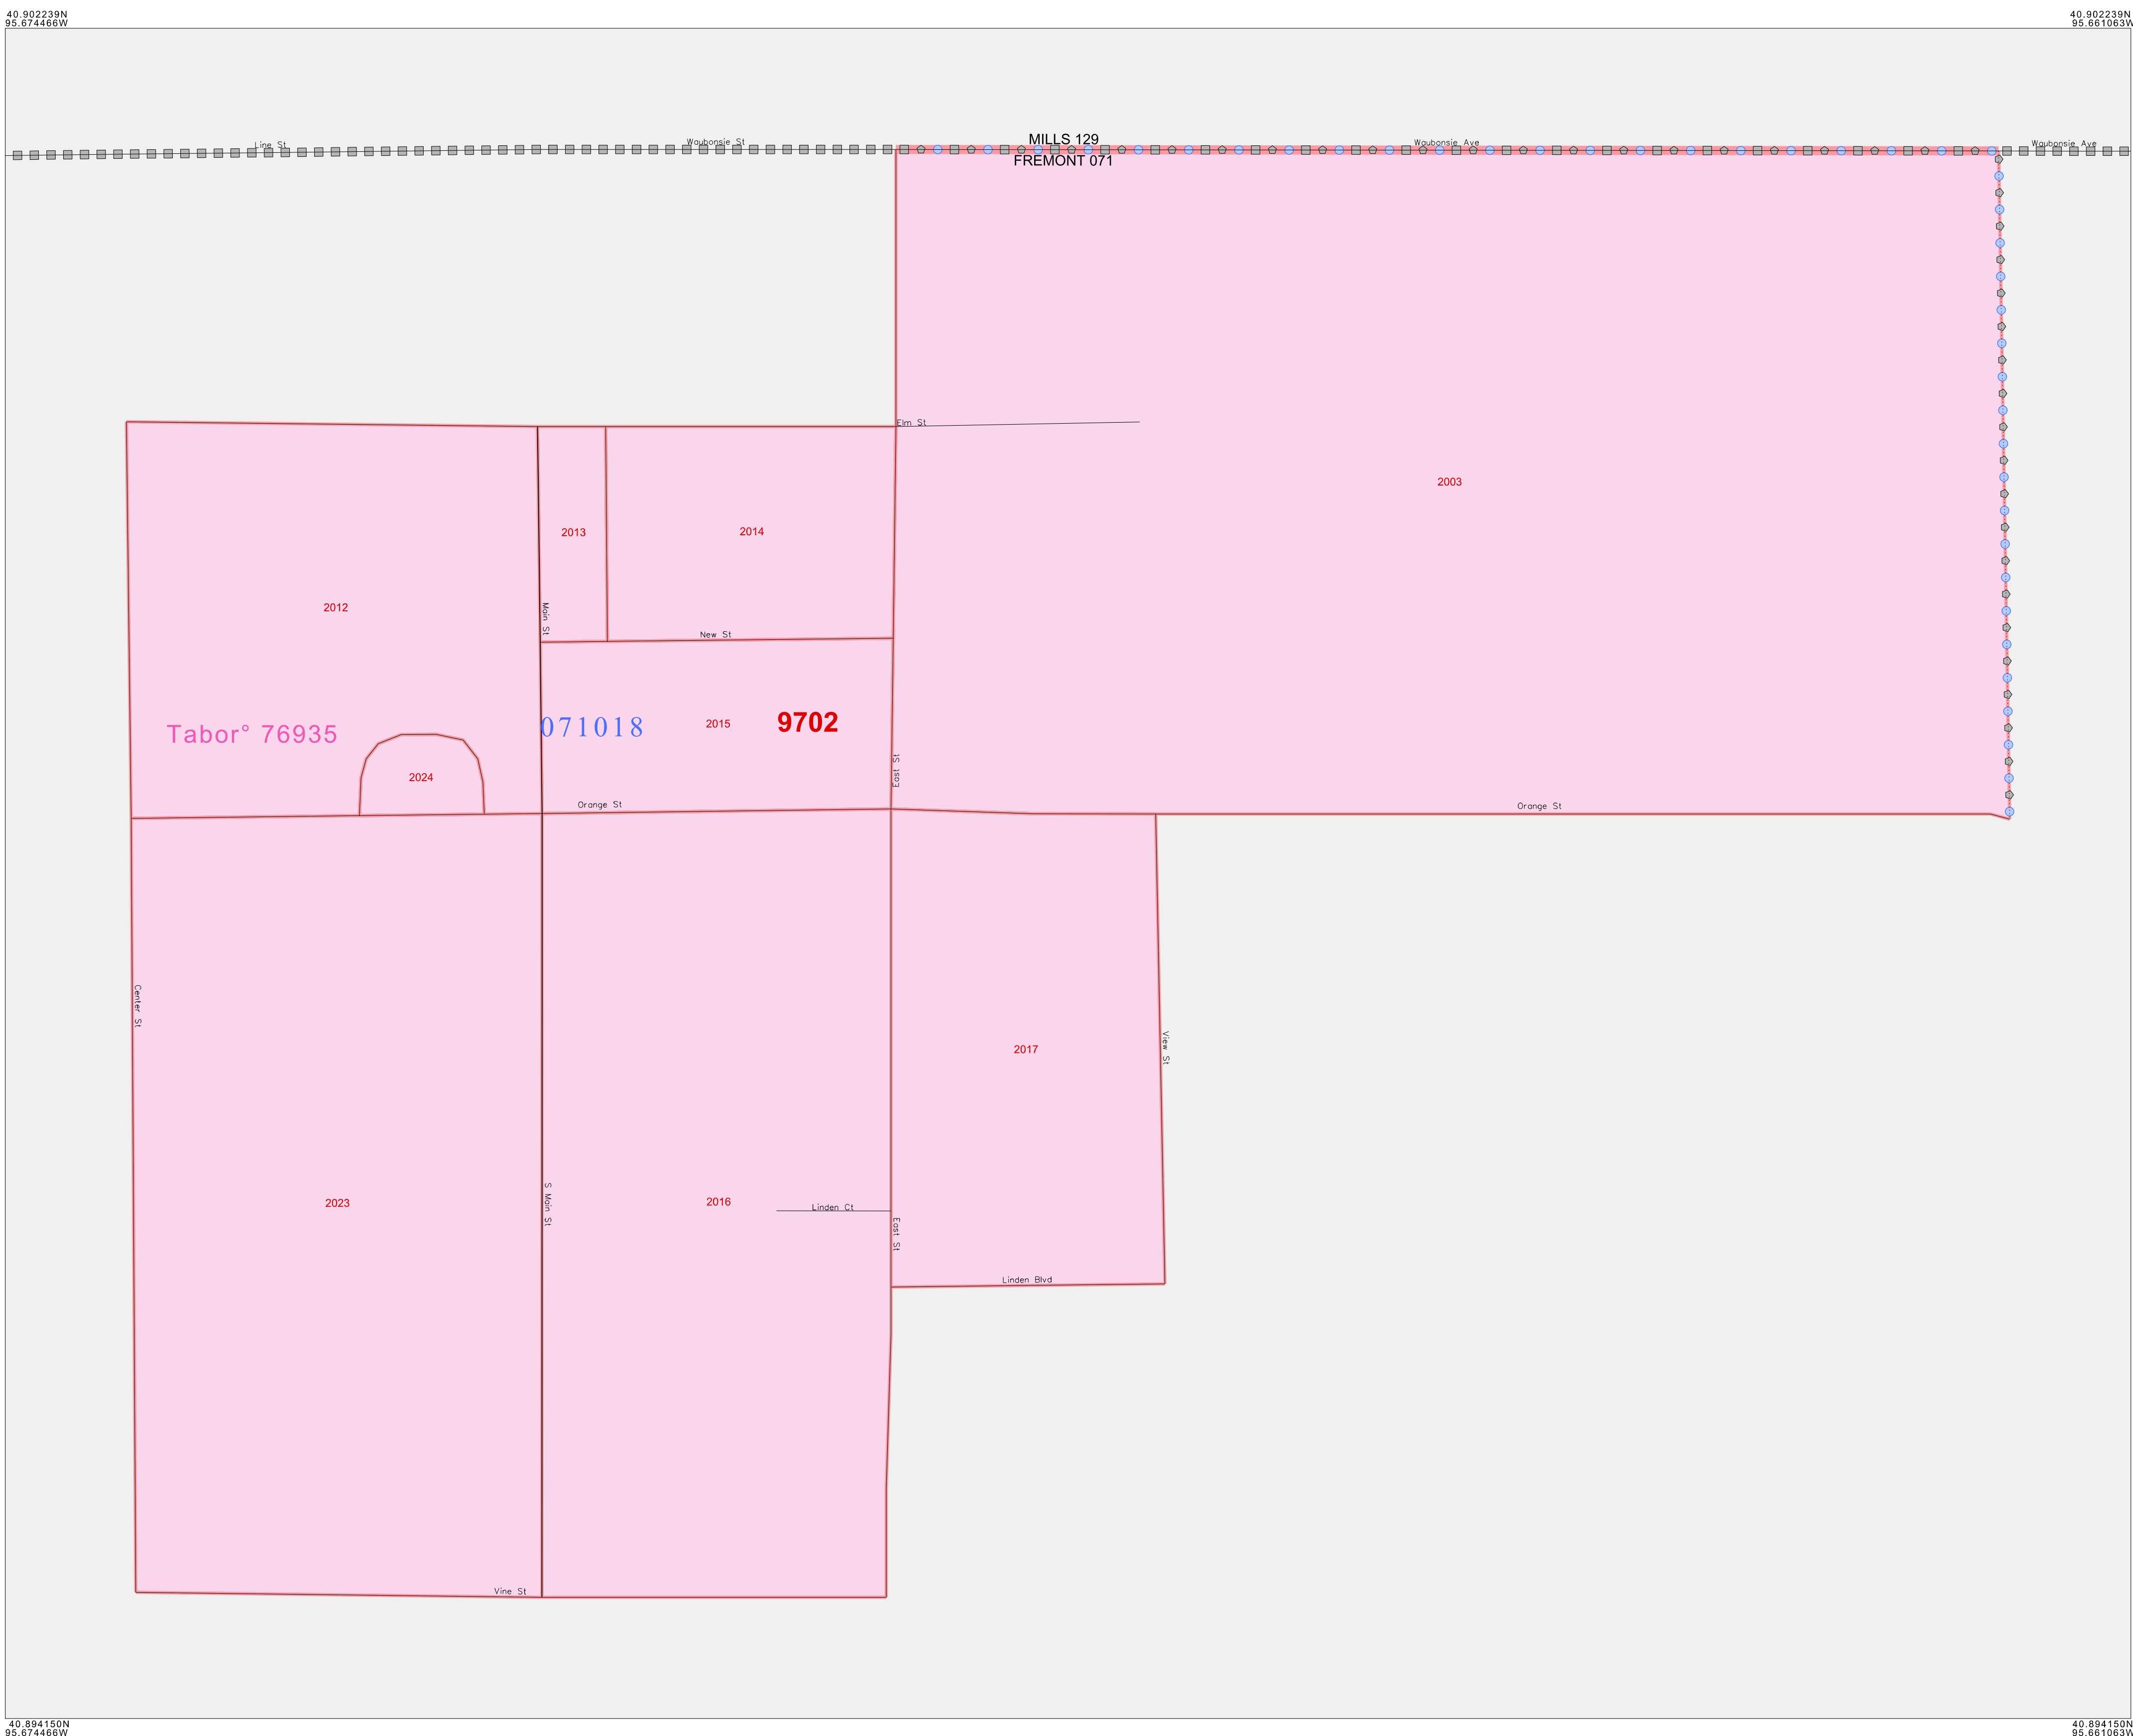 40.902239N
95.674466W
40.902239N
95.661063W
MILLS 129
Line St
Waubonsie St
Waubonsie Ave
Waubonsie Ave
FREMONT 071
Elm St
2003
2013
2014
2012
Main St
New St
Tabor° 76935
071018
2015
9702
2024
East St
Orange St
Orange St
Center St
View St
2017
2023
S Main St
2016
Linden Ct
East St
Linden Blvd
Vine St
40.894150N
95.674466W
40.894150N
95.661063W